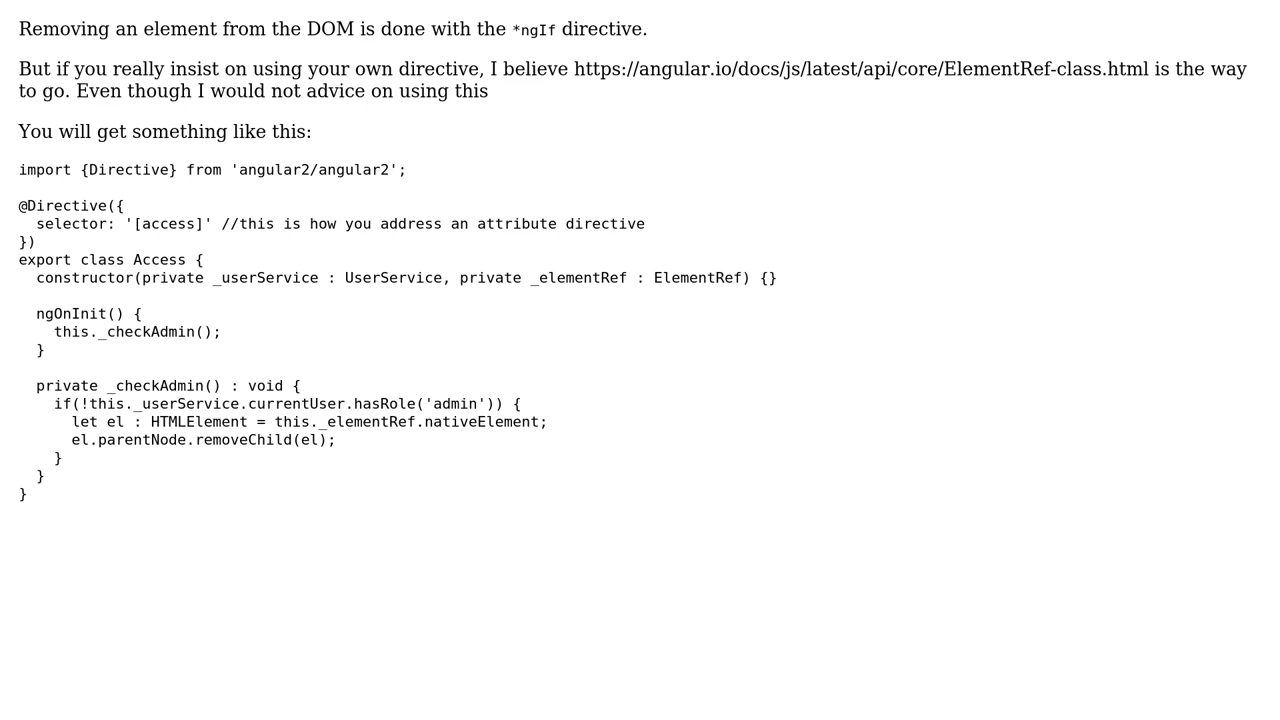 Removing an element from the DOM is done with the *ngIf directive.
But if you really insist on using your own directive, I believe https://angular.io/docs/js/latest/api/core/ElementRef-class.html is the way
to go. Even though I would not advice on using this
You will get something like this:
import {Directive} from 'angular2/angular2';

@Directive({
  selector: '[access]' //this is how you address an attribute directive
})
export class Access {
  constructor(private _userService : UserService, private _elementRef : ElementRef) {}

  ngOnInit() {
    this._checkAdmin();
  }

  private _checkAdmin() : void {
    if(!this._userService.currentUser.hasRole('admin')) {
      let el : HTMLElement = this._elementRef.nativeElement;
      el.parentNode.removeChild(el);
    }
  }
}